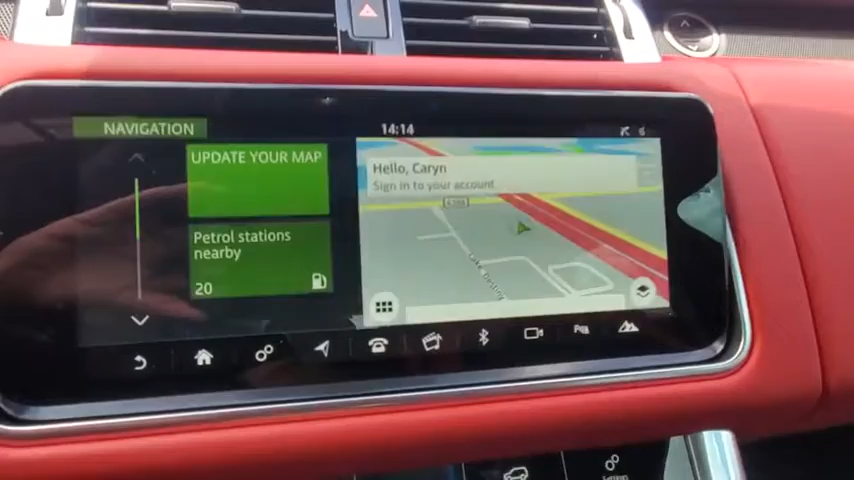 NAVIGATION
14:14
UPDATE YOUR MAP
Hello, Caryn
Sign in to your account
Petrol stations
nearby
20